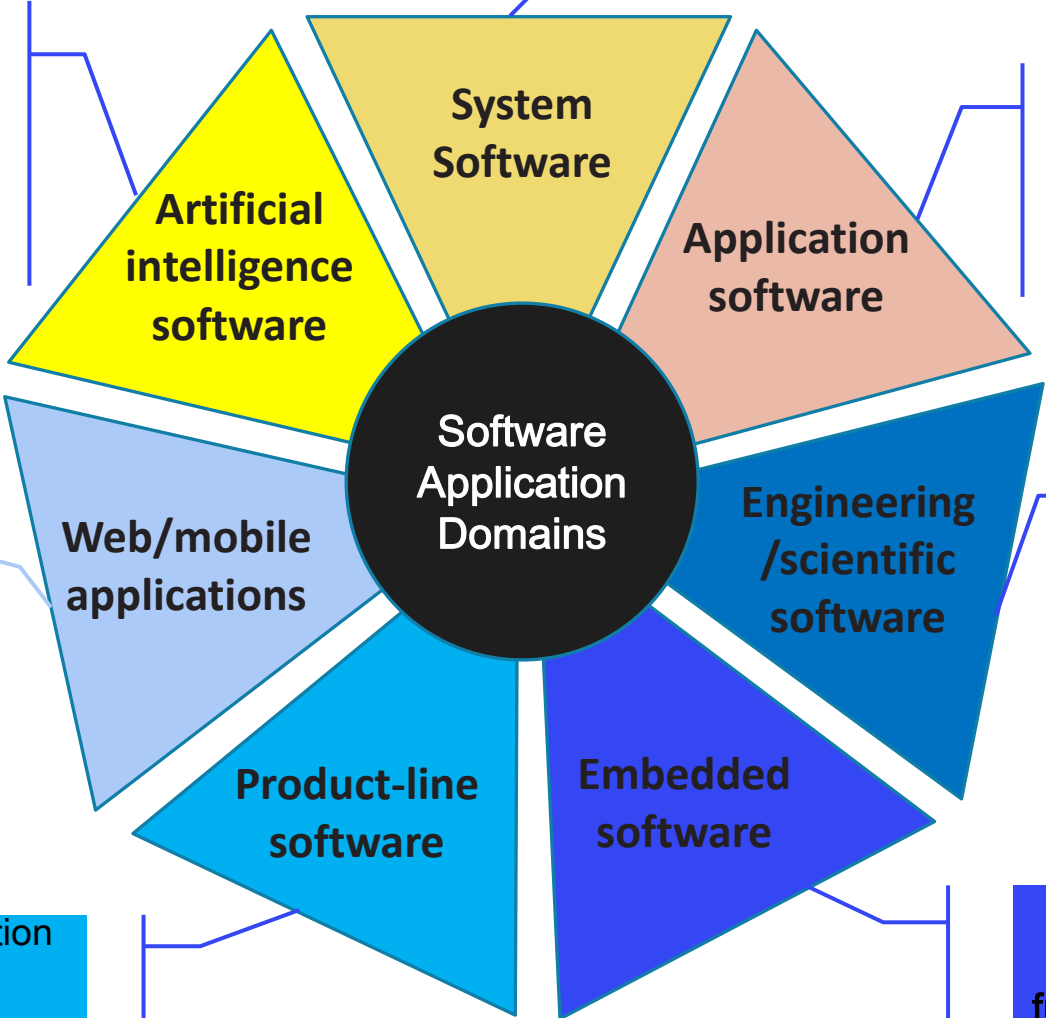 System
Software
Artificial
intelligence
software
Application
software
Software
Application
Domains
Engineering
/scientific
software
Web/mobile
applications
Product-line
software
Embedded
software